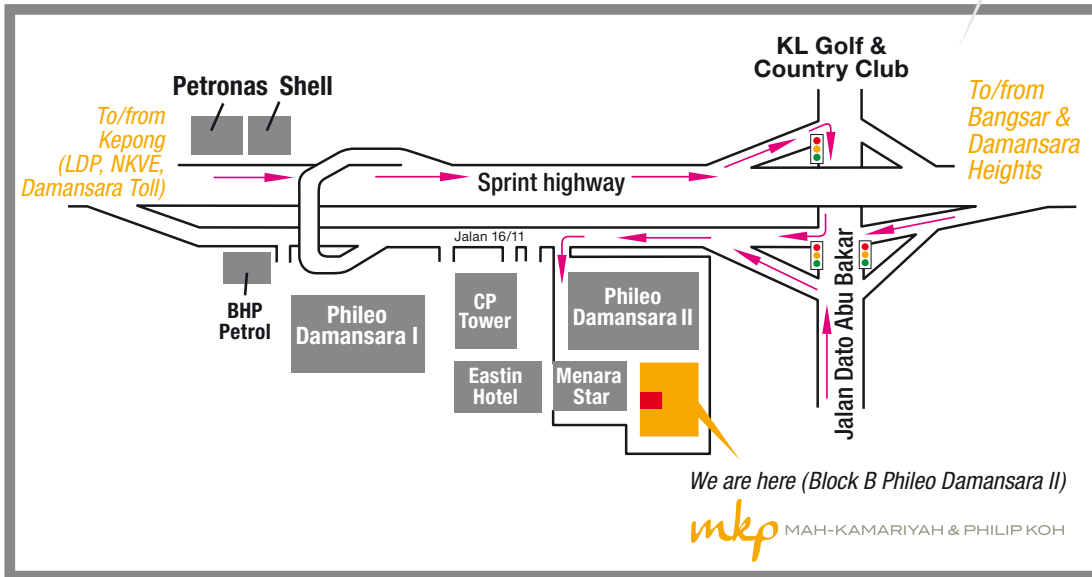 KL Golf &
Country Club
Petronas Shell
To/from
Kepong
(LDP, NKVE,
Damansara Toll)
To/from
Bangsar &
Damansara
Heights
Sprint highway
Jalan 16/11
BHP
Petrol
Phileo
Damansara I
CP
Tower
Phileo
Damansara II
Eastin
Hotel
Menara
Star
Jalan Dato Abu Bakar
We are here (Block B Phileo Damansara II)
mkp MAH-KAMARIYAH & PHILIP KOH